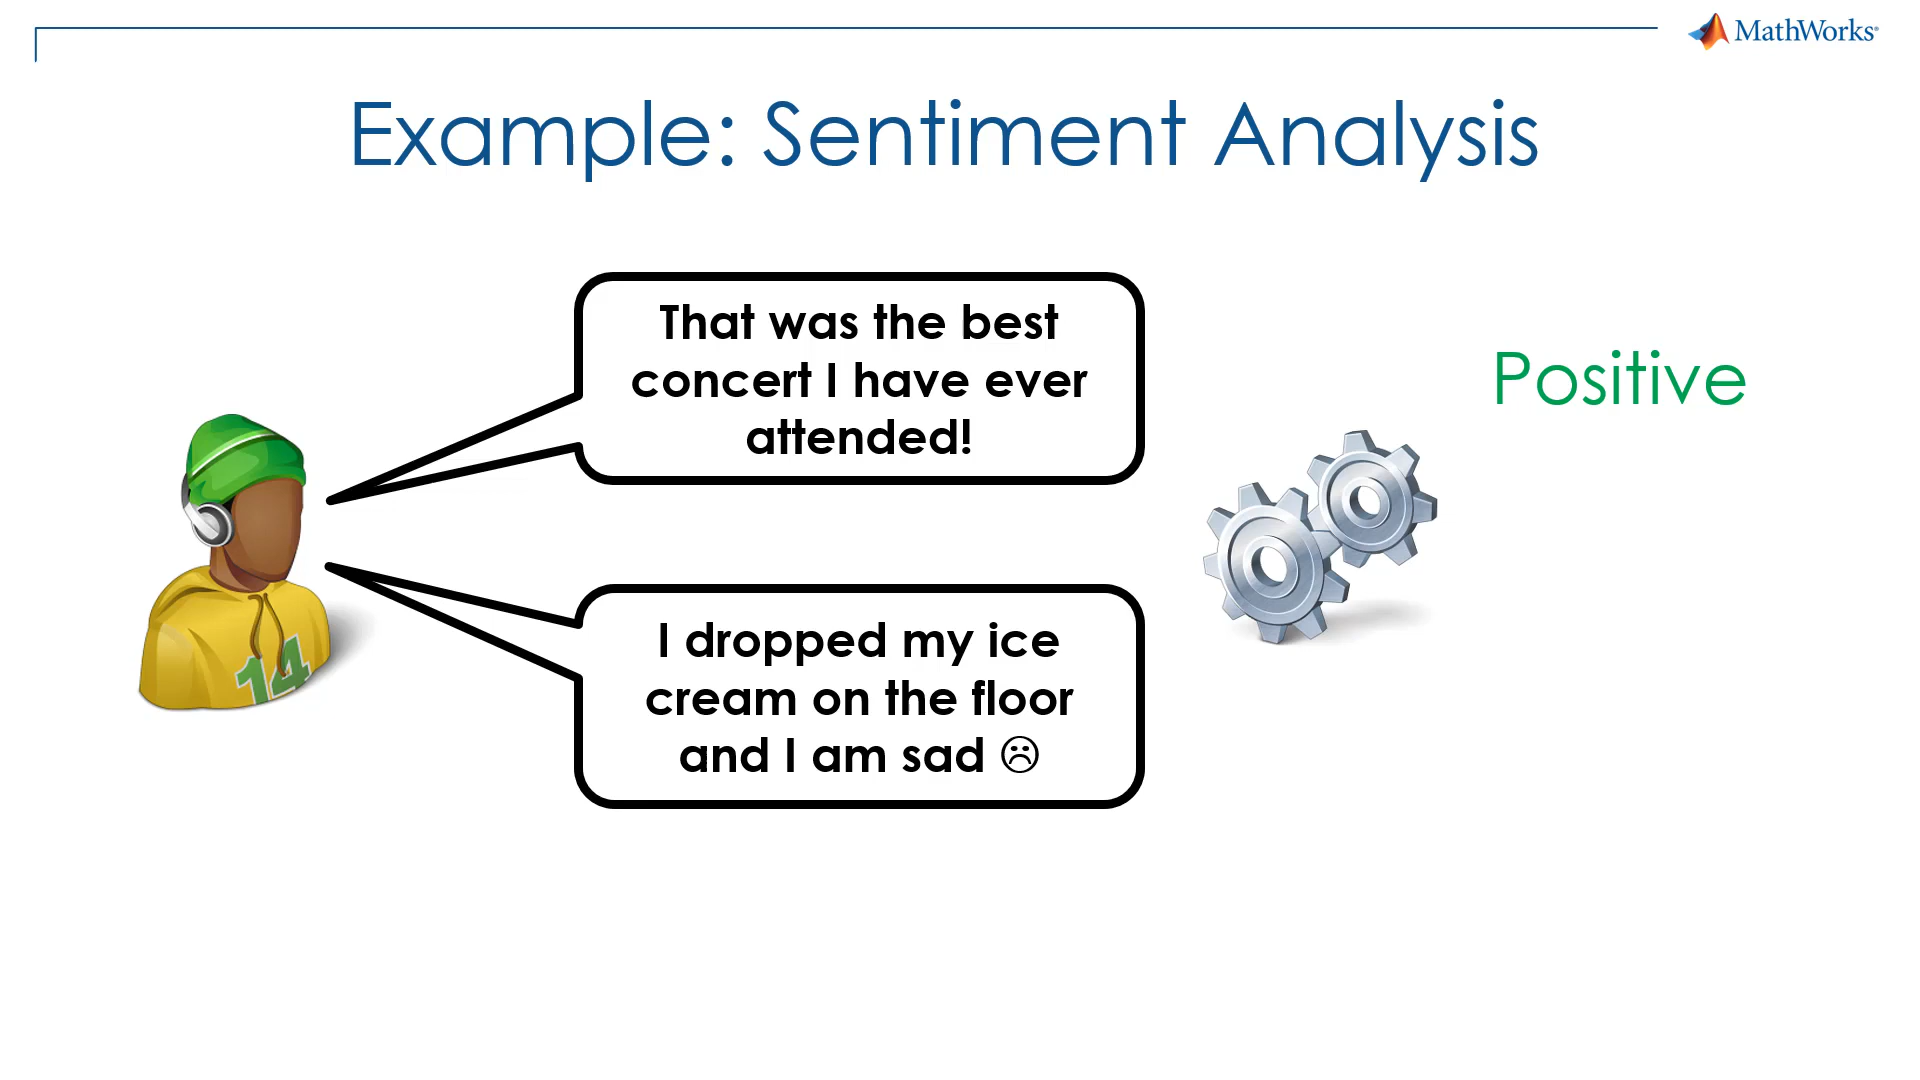 MathWorks®
Example: Sentiment Analysis
That was the best
concert I have ever
attended!
Positive
14
I dropped my ice
cream on the floor
and I am sad ☹